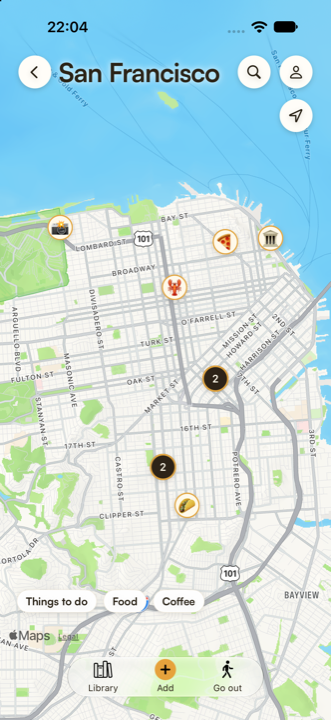 22:04
San Francisco
BAY ST
101
LOMBARD ST
BROADWAY
O'FARRELL ST
2ND ST
MISSION ST
HOWARD ST
HARRISON ST
ARGUELLO BLVD
DIVISADERO ST
TURK ST
MASONIC AVE
FULTON ST
OAK ST
2
MARKET ST
STANYAN ST
16TH ST
3RD ST
17TH ST
2
CASTRO ST
POTRERO AVE
CLIPPER ST
101
BAYVIEW
Things to do
Food
Coffee
Maps
Legal
Library
Add
Go out